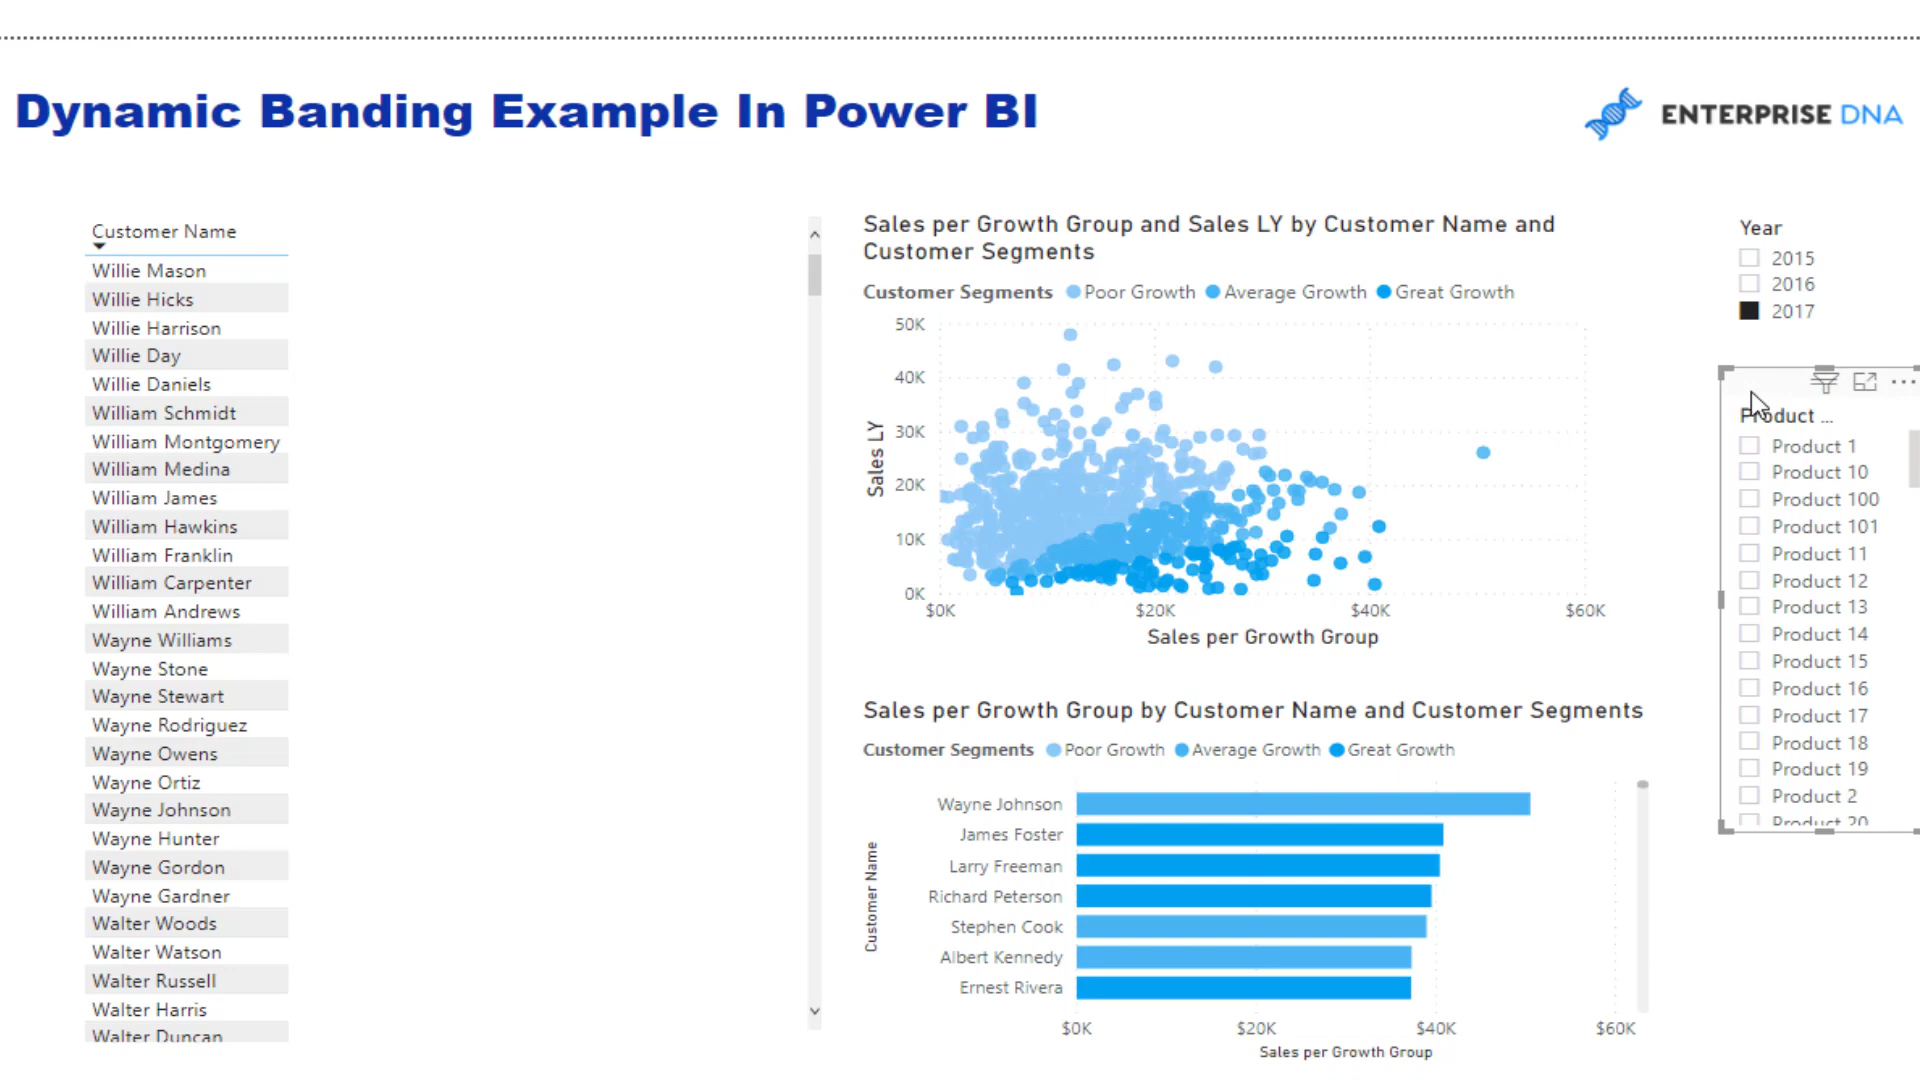 Dynamic Banding Example In Power BI
ENTERPRISE DNA
Customer Name
Willie Mason
Willie Hicks
Willie Harrison
Willie Day
Willie Daniels
William Schmidt
William Montgomery
William Medina
William James
William Hawkins
William Franklin
William Carpenter
William Andrews
Wayne Williams
Wayne Stone
Wayne Stewart
Wayne Rodriguez
Wayne Owens
Wayne Ortiz
Wayne Johnson
Wayne Hunter
Wayne Gordon
Wayne Gardner
Walter Woods
Walter Watson
Walter Russell
Walter Harris
Walter Duncan
Sales per Growth Group and Sales LY by Customer Name and
Customer Segments
Customer Segments Poor Growth Average Growth Great Growth
Sales LY
50K
40K
30K
20K
10K
0K
$0K $20K $40K $60K
Sales per Growth Group
Sales per Growth Group by Customer Name and Customer Segments
Customer Segments Poor Growth Average Growth Great Growth
Customer Name
Wayne Johnson
James Foster
Larry Freeman
Richard Peterson
Stephen Cook
Albert Kennedy
Ernest Rivera
$0K $20K $40K $60K
Sales per Growth Group
Year
2015
2016
2017
Product ...
Product 1
Product 10
Product 100
Product 101
Product 11
Product 12
Product 13
Product 14
Product 15
Product 16
Product 17
Product 18
Product 19
Product 2
Product 20